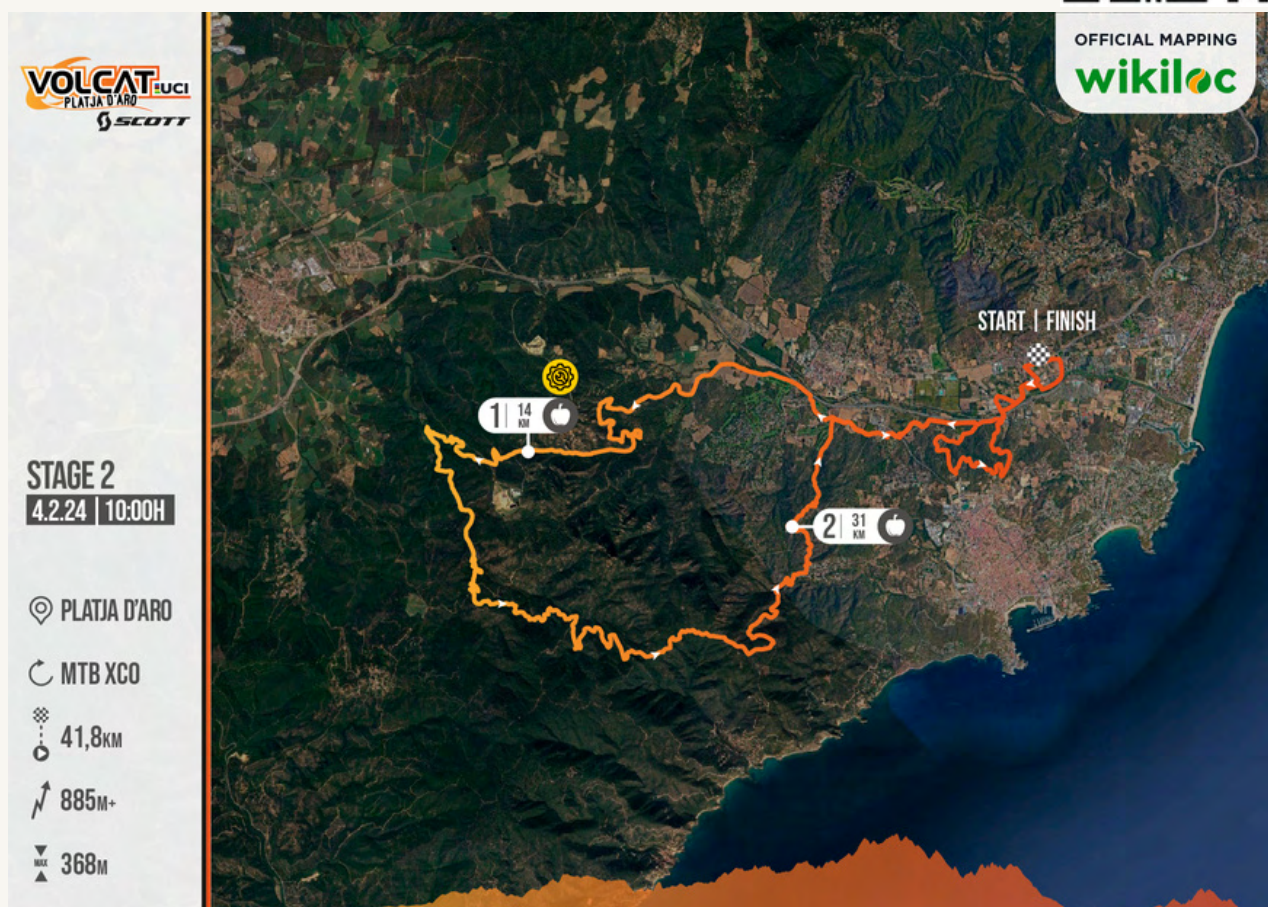 VOLCAT UCI
PLATJA D'ARO
SCOTT
STAGE 2
4.2.24 | 10:00H
PLATJA D'ARO
MTB XCO
41,8KM
885M+
MAX
368M
OFFICIAL MAPPING
wikiloc
START | FINISH
1 | 14 KM
2 | 31 KM